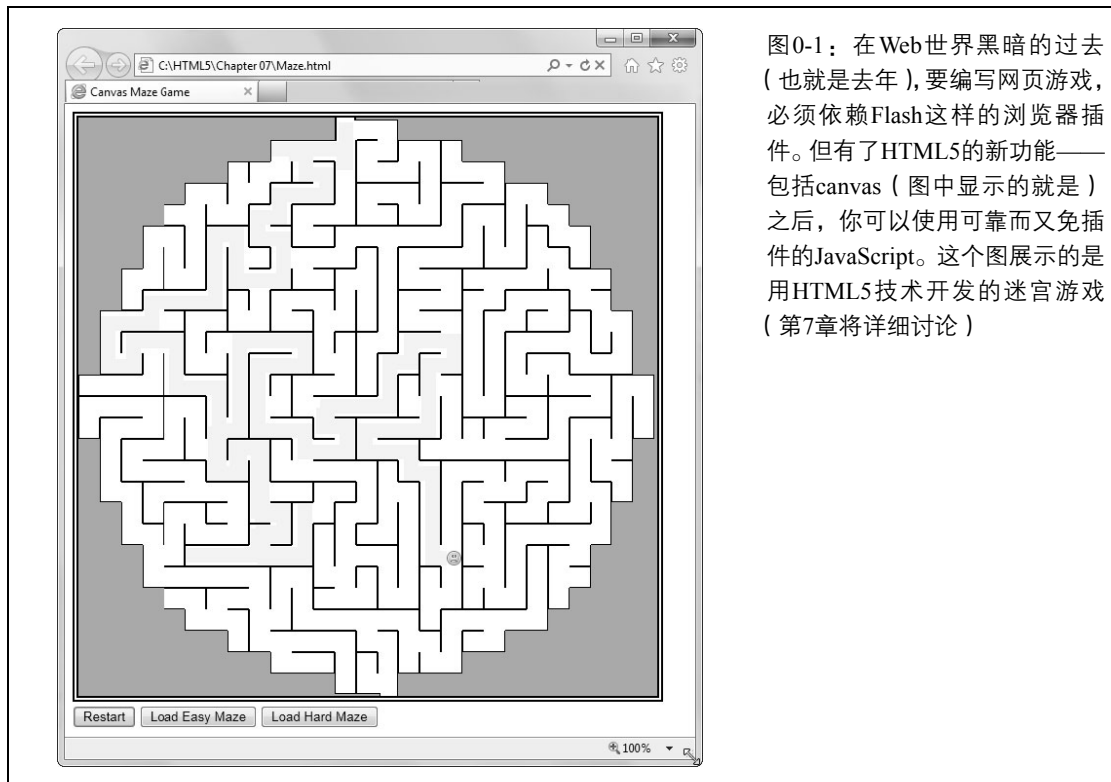 C:\HTML5\Chapter 07\Maze.html
Canvas Maze Game
Restart
Load Easy Maze
Load Hard Maze
100%
图0-1：在Web世界黑暗的过去
（也就是去年），要编写网页游戏，
必须依赖Flash这样的浏览器插
件。但有了HTML5的新功能——
包括canvas（图中显示的就是）
之后，你可以使用可靠而又免插
件的JavaScript。这个图展示的是
用HTML5技术开发的迷宫游戏
（第7章将详细讨论）